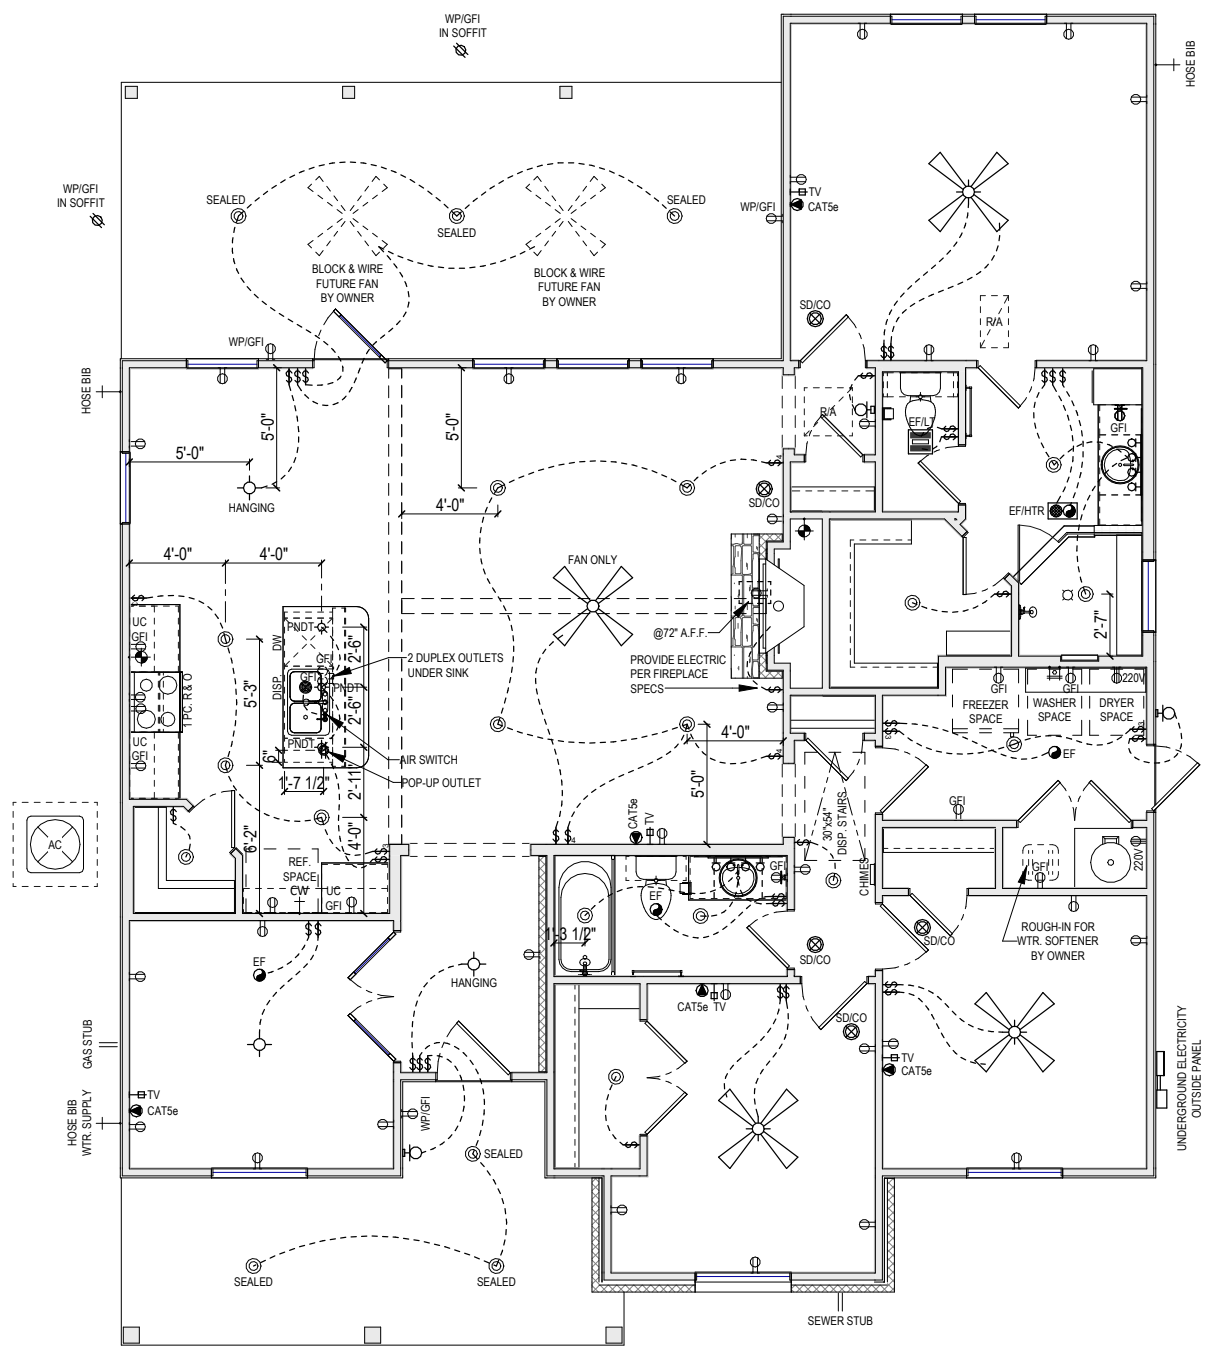 WP/GFI
IN SOFFIT
HOSE BIB
WP/GFI
IN SOFFIT
SEALED
SEALED
SEALED
WP/GFI
TV
CAT5e
BLOCK & WIRE
FUTURE FAN
BY OWNER
BLOCK & WIRE
FUTURE FAN
BY OWNER
SD/CO
R/A
WP/GFI
HOSE BIB
5'-0"
5'-0"
R/A
EF/LT
GFI
5'-0"
HANGING
4'-0"
SD/CO
EF/HTR
4'-0"
4'-0"
FAN ONLY
@72" A.F.F.
2'-7"
UC
GFI
PNDT
DW
2'-6"
GFI
2 DUPLEX OUTLETS
UNDER SINK
PROVIDE ELECTRIC
PER FIREPLACE
SPECS
GFI
DISP.
PNDT
1 PC. R & O
5'-3"
2'-6"
GFI
FREEZER
SPACE
GFI
WASHER
SPACE
220V
DRYER
SPACE
4'-0"
UC
GFI
PNDT
6"
AIR SWITCH
EF
POP-UP OUTLET
1'-7 1/2"
2'-11"
5'-0"
30"x54"
DISP. STAIRS
GFI
AC
6'-2"
4'-0"
CAT5e
TV
REF.
SPACE
CW
UC
GFI
EF
GFI
CHIMES
GFI
220V
1'-3 1/2"
SD/CO
SD/CO
ROUGH-IN FOR
WTR. SOFTENER
BY OWNER
EF
HANGING
CAT5e
TV
SD/CO
GAS STUB
TV
CAT5e
UNDERGROUND ELECTRICITY
OUTSIDE PANEL
HOSE BIB
WTR. SUPPLY
TV
CAT5e
WP/GFI
SEALED
SEALED
SEALED
SEWER STUB